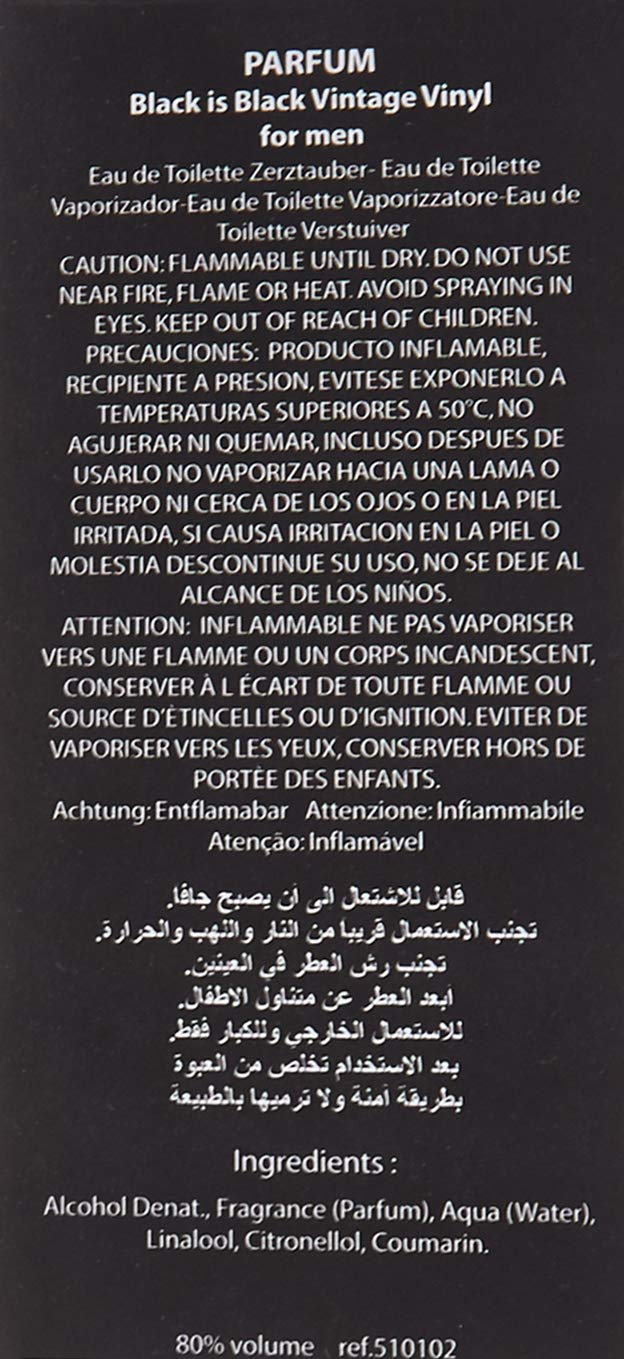 PARFUM
Black is Black Vintage Vinyl
for men
Eau de Toilette Zerztauber- Eau de Toilette
Vaporizador-Eau de Toilette Vaporizzatore-Eau de
Toilette Verstuiver
CAUTION: FLAMMABLE UNTIL DRY. DO NOT USE
NEAR FIRE, FLAME OR HEAT. AVOID SPRAYING IN
EYES. KEEP OUT OF REACH OF CHILDREN.
PRECAUCIONES: PRODUCTO INFLAMABLE,
RECIPIENTE A PRESION, EVITESE EXPONERLO A
TEMPERATURAS SUPERIORES A 50°C, NO
AGUJERAR NI QUEMAR, INCLUSO DESPUES DE
USARLO NO VAPORIZAR HACIA UNA LAMA O
CUERPO NI CERCA DE LOS OJOS O EN LA PIEL
IRRITADA, SI CAUSA IRRITACION EN LA PIEL O
MOLESTIA DESCONTINUE SU USO, NO SE DEJE AL
ALCANCE DE LOS NIÑOS.
ATTENTION: INFLAMMABLE NE PAS VAPORISER
VERS UNE FLAMME OU UN CORPS INCANDESCENT,
CONSERVER À L ÉCART DE TOUTE FLAMME OU
SOURCE D'ÈTINCELLES OU D'IGNITION. EVITER DE
VAPORISER VERS LES YEUX, CONSERVER HORS DE
PORTÈE DES ENFANTS.
Achtung: Entflamabar Attenzione: Infiammabile
Atenção: Inflamável
قابل للاشتعال الى أن يصبح جافا.
تجنب الاستعمال قريبا من النار واللهب والحرارة.
تجنب رش العطر في العينين.
أبعد العطر عن متناول الاطفال.
للاستعمال الخارجي وللكبار فقط.
بعد الاستخدام تخلص من العبوة
بطريقة آمنة ولا ترميها بالطبيعة
Ingredients :
Alcohol Denat., Fragrance (Parfum), Aqua (Water),
Linalool, Citronellol, Coumarin.
80% volume ref.510102